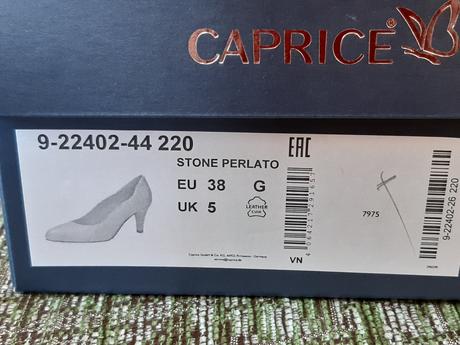 CAPRICE®
9-22402-44 220
STONE PERLATO
EAC
EU 38 G
UK 5
LEATHER
CUIR
7975
VN
9-22402-26 220